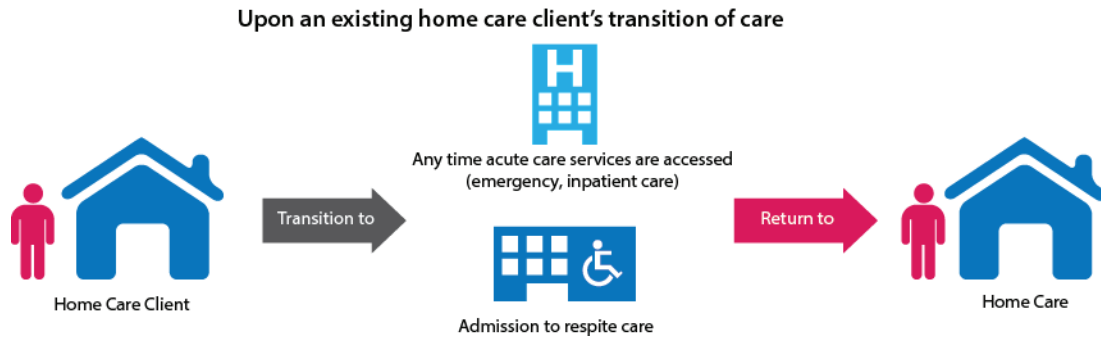 Upon an existing home care client's transition of care
H
Any time acute care services are accessed
(emergency, inpatient care)
Transition to
Return to
Home Care Client
Home Care
Admission to respite care